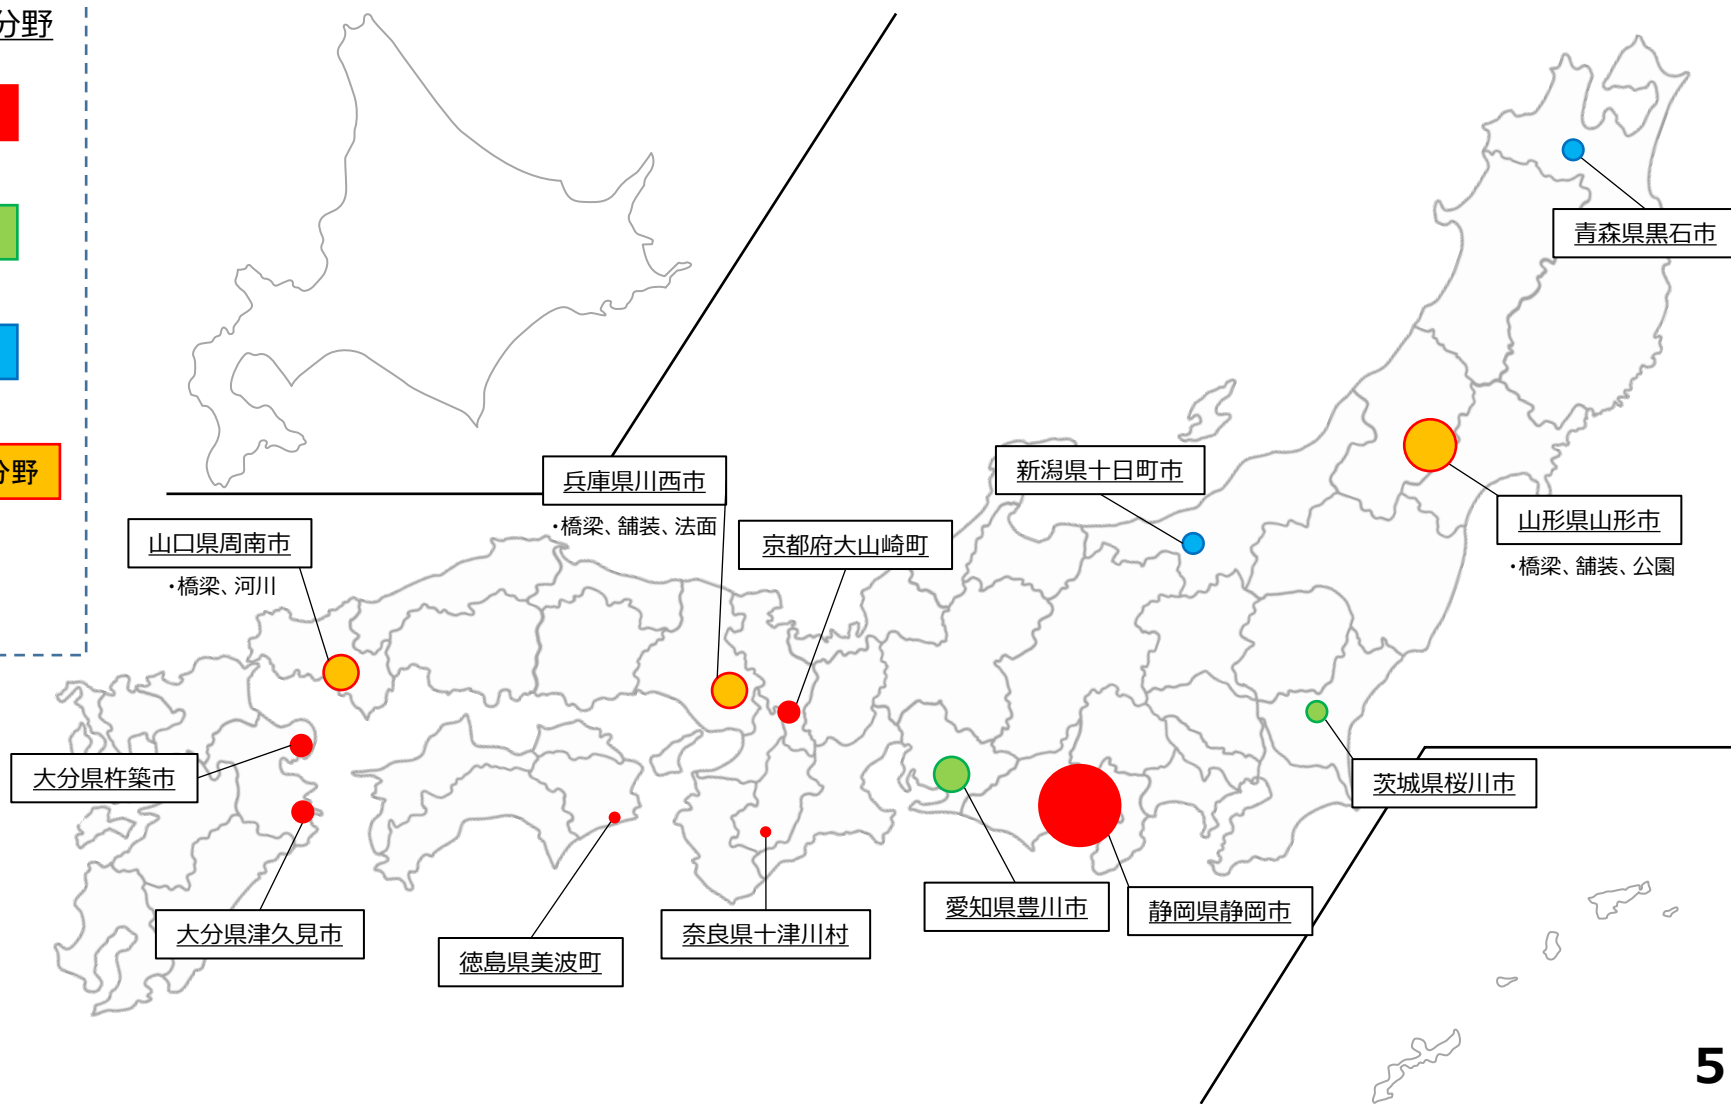 分野
分野
青森県黒石市
兵庫県川西市
・橋梁、舗装、法面
新潟県十日町市
山形県山形市
・橋梁、舗装、公園
山口県周南市
・橋梁、河川
京都府大山崎町
大分県杵築市
茨城県桜川市
大分県津久見市
徳島県美波町
奈良県十津川村
愛知県豊川市
静岡県静岡市
5